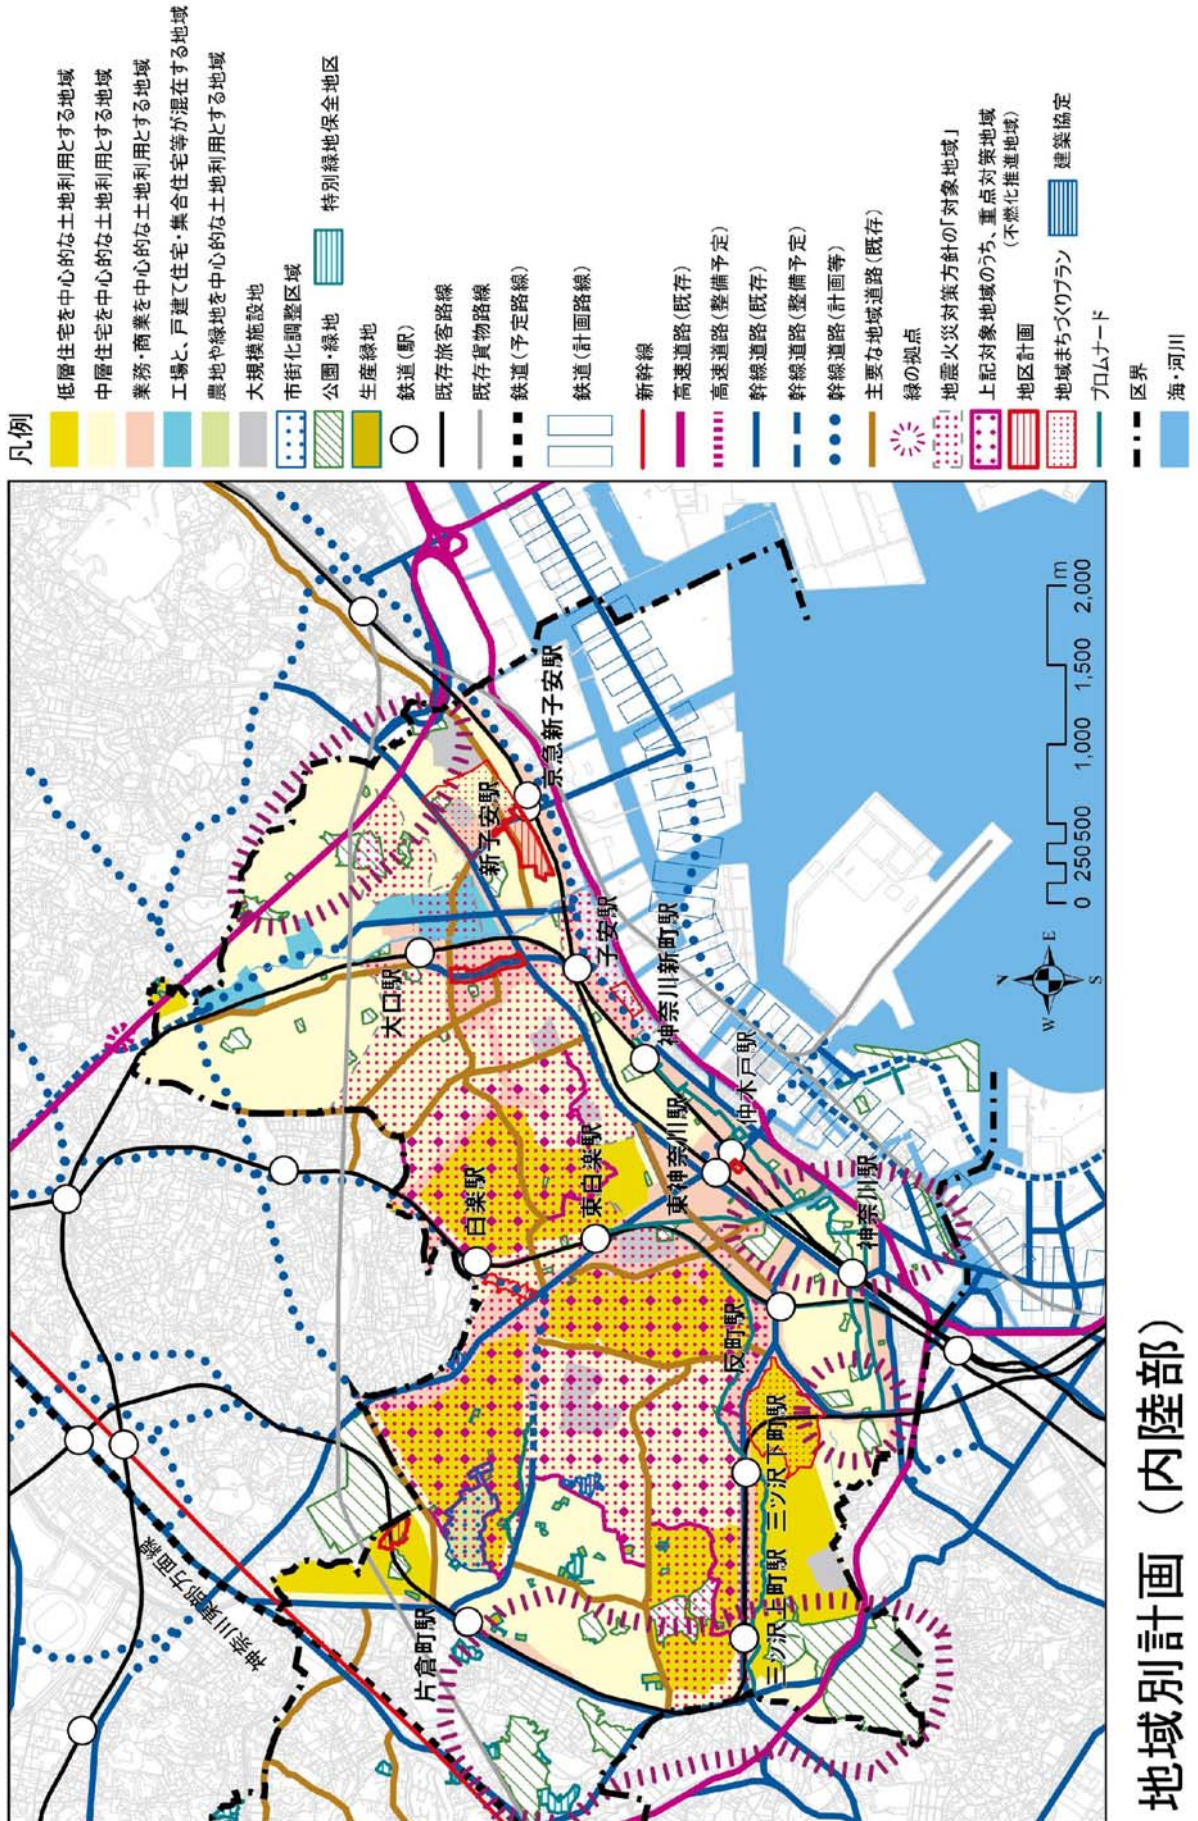 地域別計画 （内陸部）
凡例
低層住宅を中心的な土地利用とする地域
中層住宅を中心的な土地利用とする地域
業務・商業を中心的な土地利用とする地域
工場と、戸建て住宅・集合住宅等が混在する地域
農地や緑地を中心的な土地利用とする地域
大規模施設地
市街化調整区域
公園・緑地
特別緑地保全地区
生産緑地
鉄道（駅）
既存旅客路線
既存貨物路線
鉄道（予定路線）
鉄道（計画路線）
新幹線
高速道路（既存）
高速道路（整備予定）
幹線道路（既存）
幹線道路（整備予定）
幹線道路（計画等）
主要な地域道路（既存）
緑の拠点
地震火災対策方針の「対象地域」
上記対象地域のうち、重点対策地域
（不燃化推進地域）
地区計画
地域まちづくりプラン
建築協定
プロムナード
区界
海・河川
神奈川東部方面線
片倉町駅
白楽駅
東白楽駅
大口駅
新子安駅
京急新子安駅
子安駅
神奈川新町駅
仲木戸駅
東神奈川駅
神奈川駅
反町駅
三ツ沢下町駅
三ツ沢上町駅
N
W
E
S
0 250 500 1,000 1,500 2,000
m